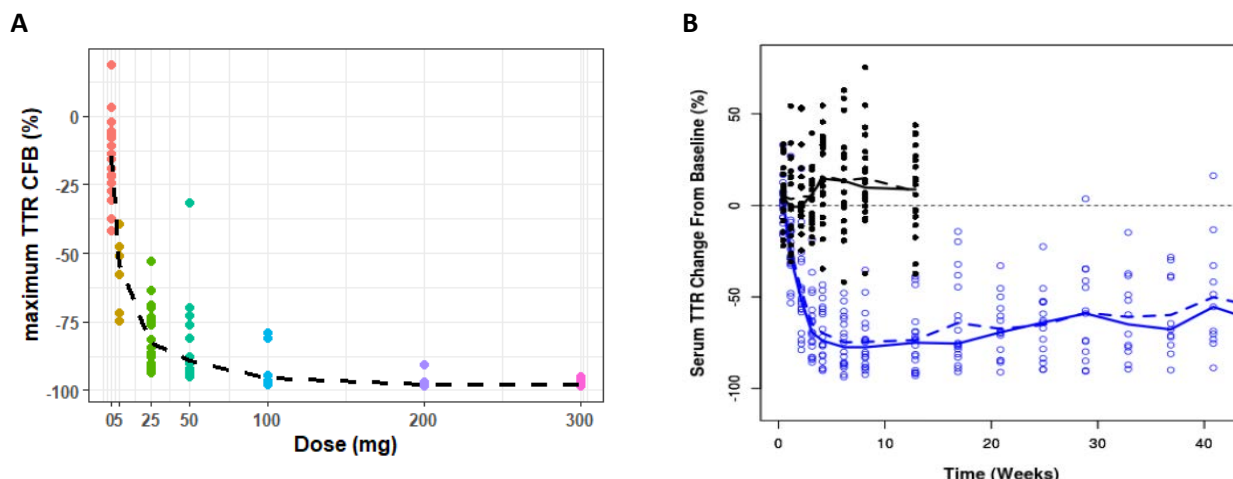 A
maximum TTR CFB (%)
0
-25
-50
-75
-100
05 25 50 100 200 300
Dose (mg)
B
Serum TTR Change From Baseline (%)
50
0
-50
-100
0 10 20 30 40
Time (Weeks)